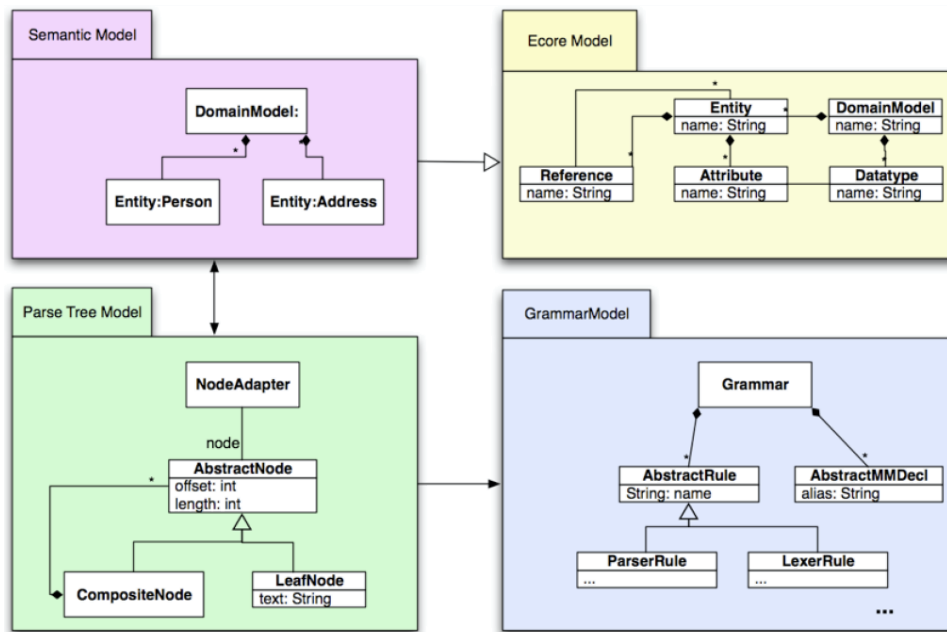 Semantic Model
DomainModel:
*
*
Entity:Person
Entity:Address
Ecore Model
*
Entity
name: String
*
DomainModel
name: String
*
*
*
Reference
name: String
Attribute
name: String
Datatype
name: String
Parse Tree Model
NodeAdapter
node
*
AbstractNode
offset: int
length: int
CompositeNode
LeafNode
text: String
GrammarModel
Grammar
*
*
AbstractRule
String: name
AbstractMMDecl
alias: String
ParserRule
...
LexerRule
...
...